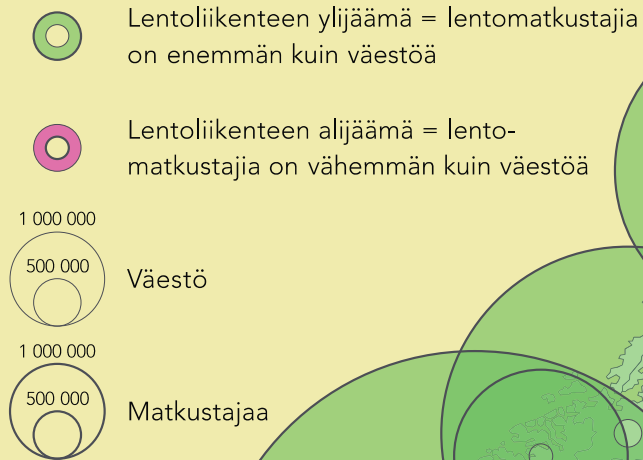 Lentoliikenteen ylijäämä = lentomatkustajia
on enemmän kuin väestöä
Lentoliikenteen alijäämä = lento-
matkustajia on vähemmän kuin väestöä
1 000 000
500 000
Väestö
1 000 000
500 000
Matkustajaa